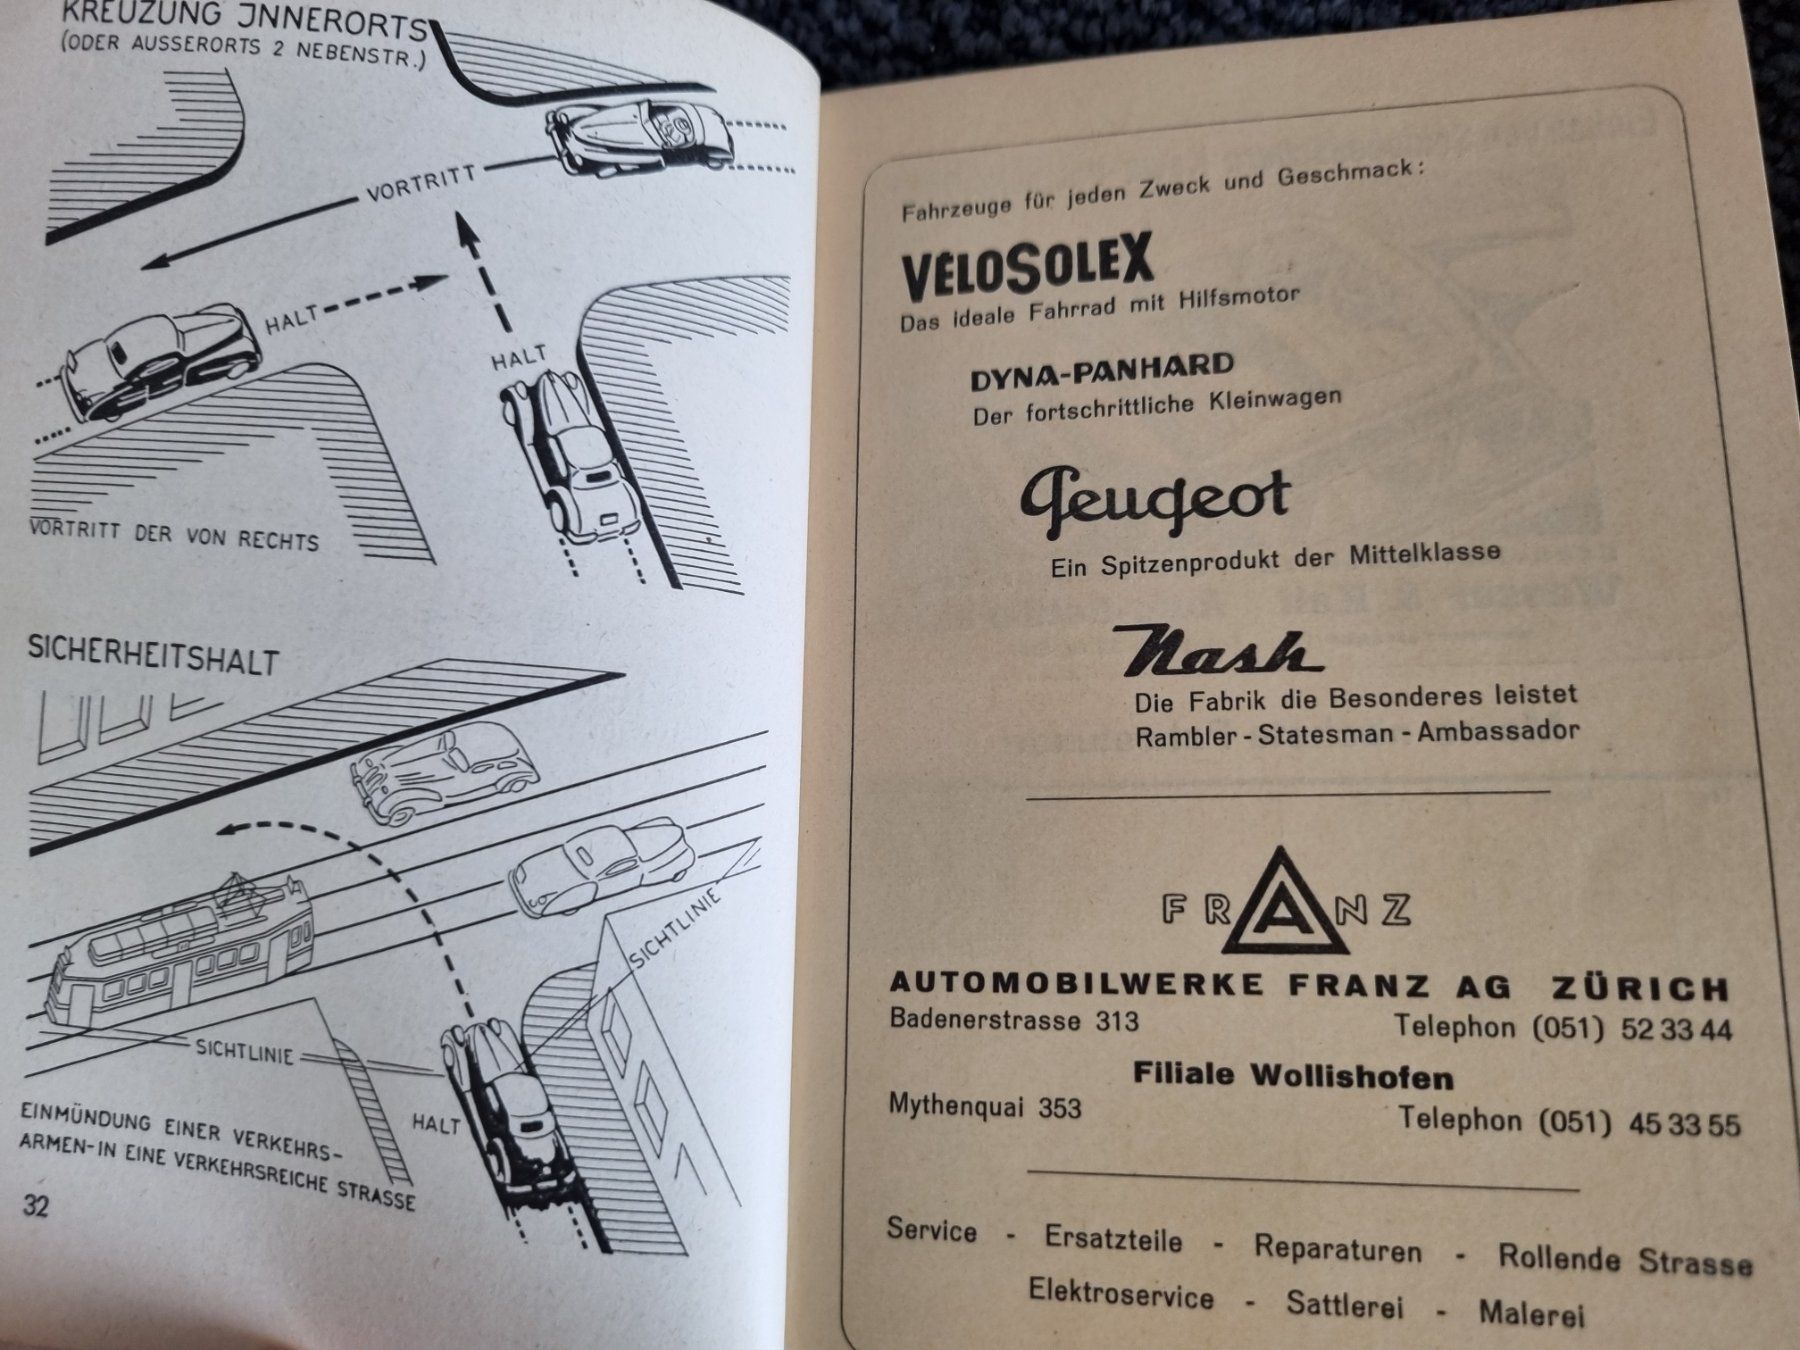 KREUZUNG JNNERORTS
(ODER AUSSERORTS 2 NEBENSTR.)
VORTRITT
HALT
HALT
VORTRITT DER VON RECHTS
SICHERHEITSHALT
SICHTLINIE
SICHTLINIE
HALT
EINMÜNDUNG EINER VERKEHRS-
ARMEN-IN EINE VERKEHRSREICHE STRASSE
32
Fahrzeuge für jeden Zweck und Geschmack:
VÉLOSOLEX
Das ideale Fahrrad mit Hilfsmotor
DYNA-PANHARD
Der fortschrittliche Kleinwagen
Peugeot
Ein Spitzenprodukt der Mittelklasse
Nash
Die Fabrik die Besonderes leistet
Rambler - Statesman - Ambassador
FRANZ
AUTOMOBILWERKE FRANZ AG ZÜRICH
Badenerstrasse 313 Telephon (051) 52 33 44
Filiale Wollishofen
Mythenquai 353 Telephon (051) 45 33 55
Service - Ersatzteile - Reparaturen - Rollende Strasse
Elektroservice - Sattlerei - Malerei